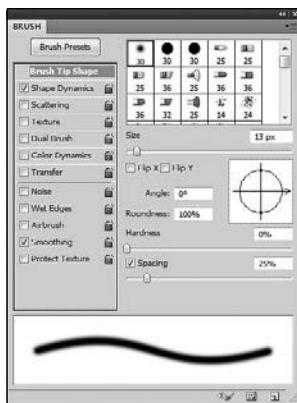 BRUSH
Brush Presets
Brush Tip Shape
Shape Dynamics
Scattering
Texture
Dual Brush
Color Dynamics
Transfer
Noise
Wet Edges
Airbrush
Smoothing
Protect Texture
30 30 30 25 25
25 25 36 36 36
36 32 25 14 24
Size 13 px
Flip X Flip Y
Angle: 0°
Roundness: 100%
Hardness 0%
Spacing 25%